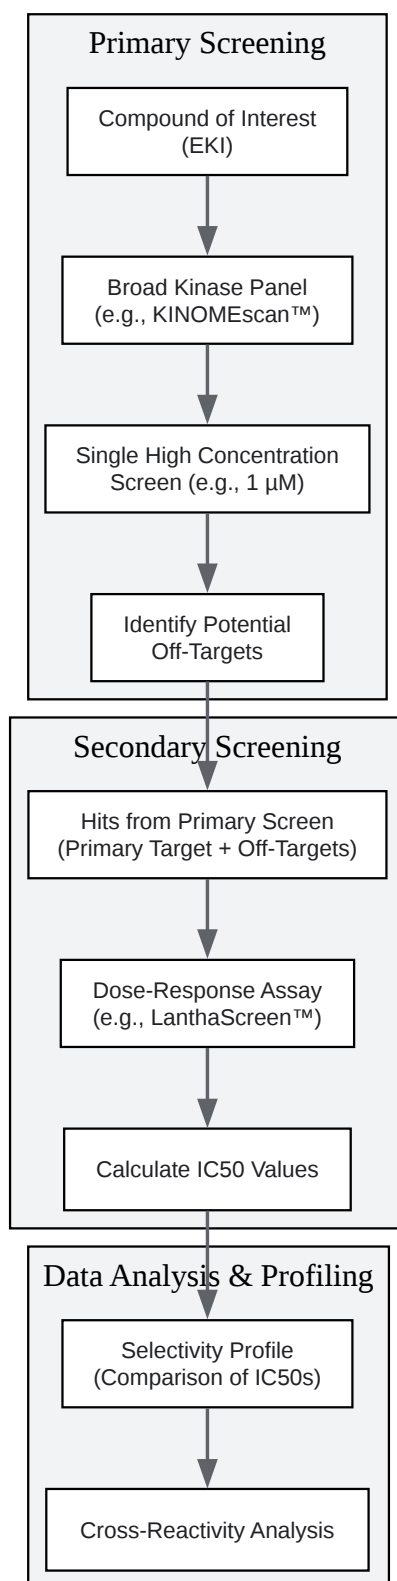 Primary Screening
Compound of Interest
(EKI)
Broad Kinase Panel
(e.g., KINOMEscan™)
Single High Concentration
Screen (e.g., 1 µM)
Identify Potential
Off-Targets
Secondary Screening
Hits from Primary Screen
(Primary Target + Off-Targets)
Dose-Response Assay
(e.g., LanthaScreen™)
Calculate IC50 Values
Data Analysis & Profiling
Selectivity Profile
(Comparison of IC50s)
Cross-Reactivity Analysis